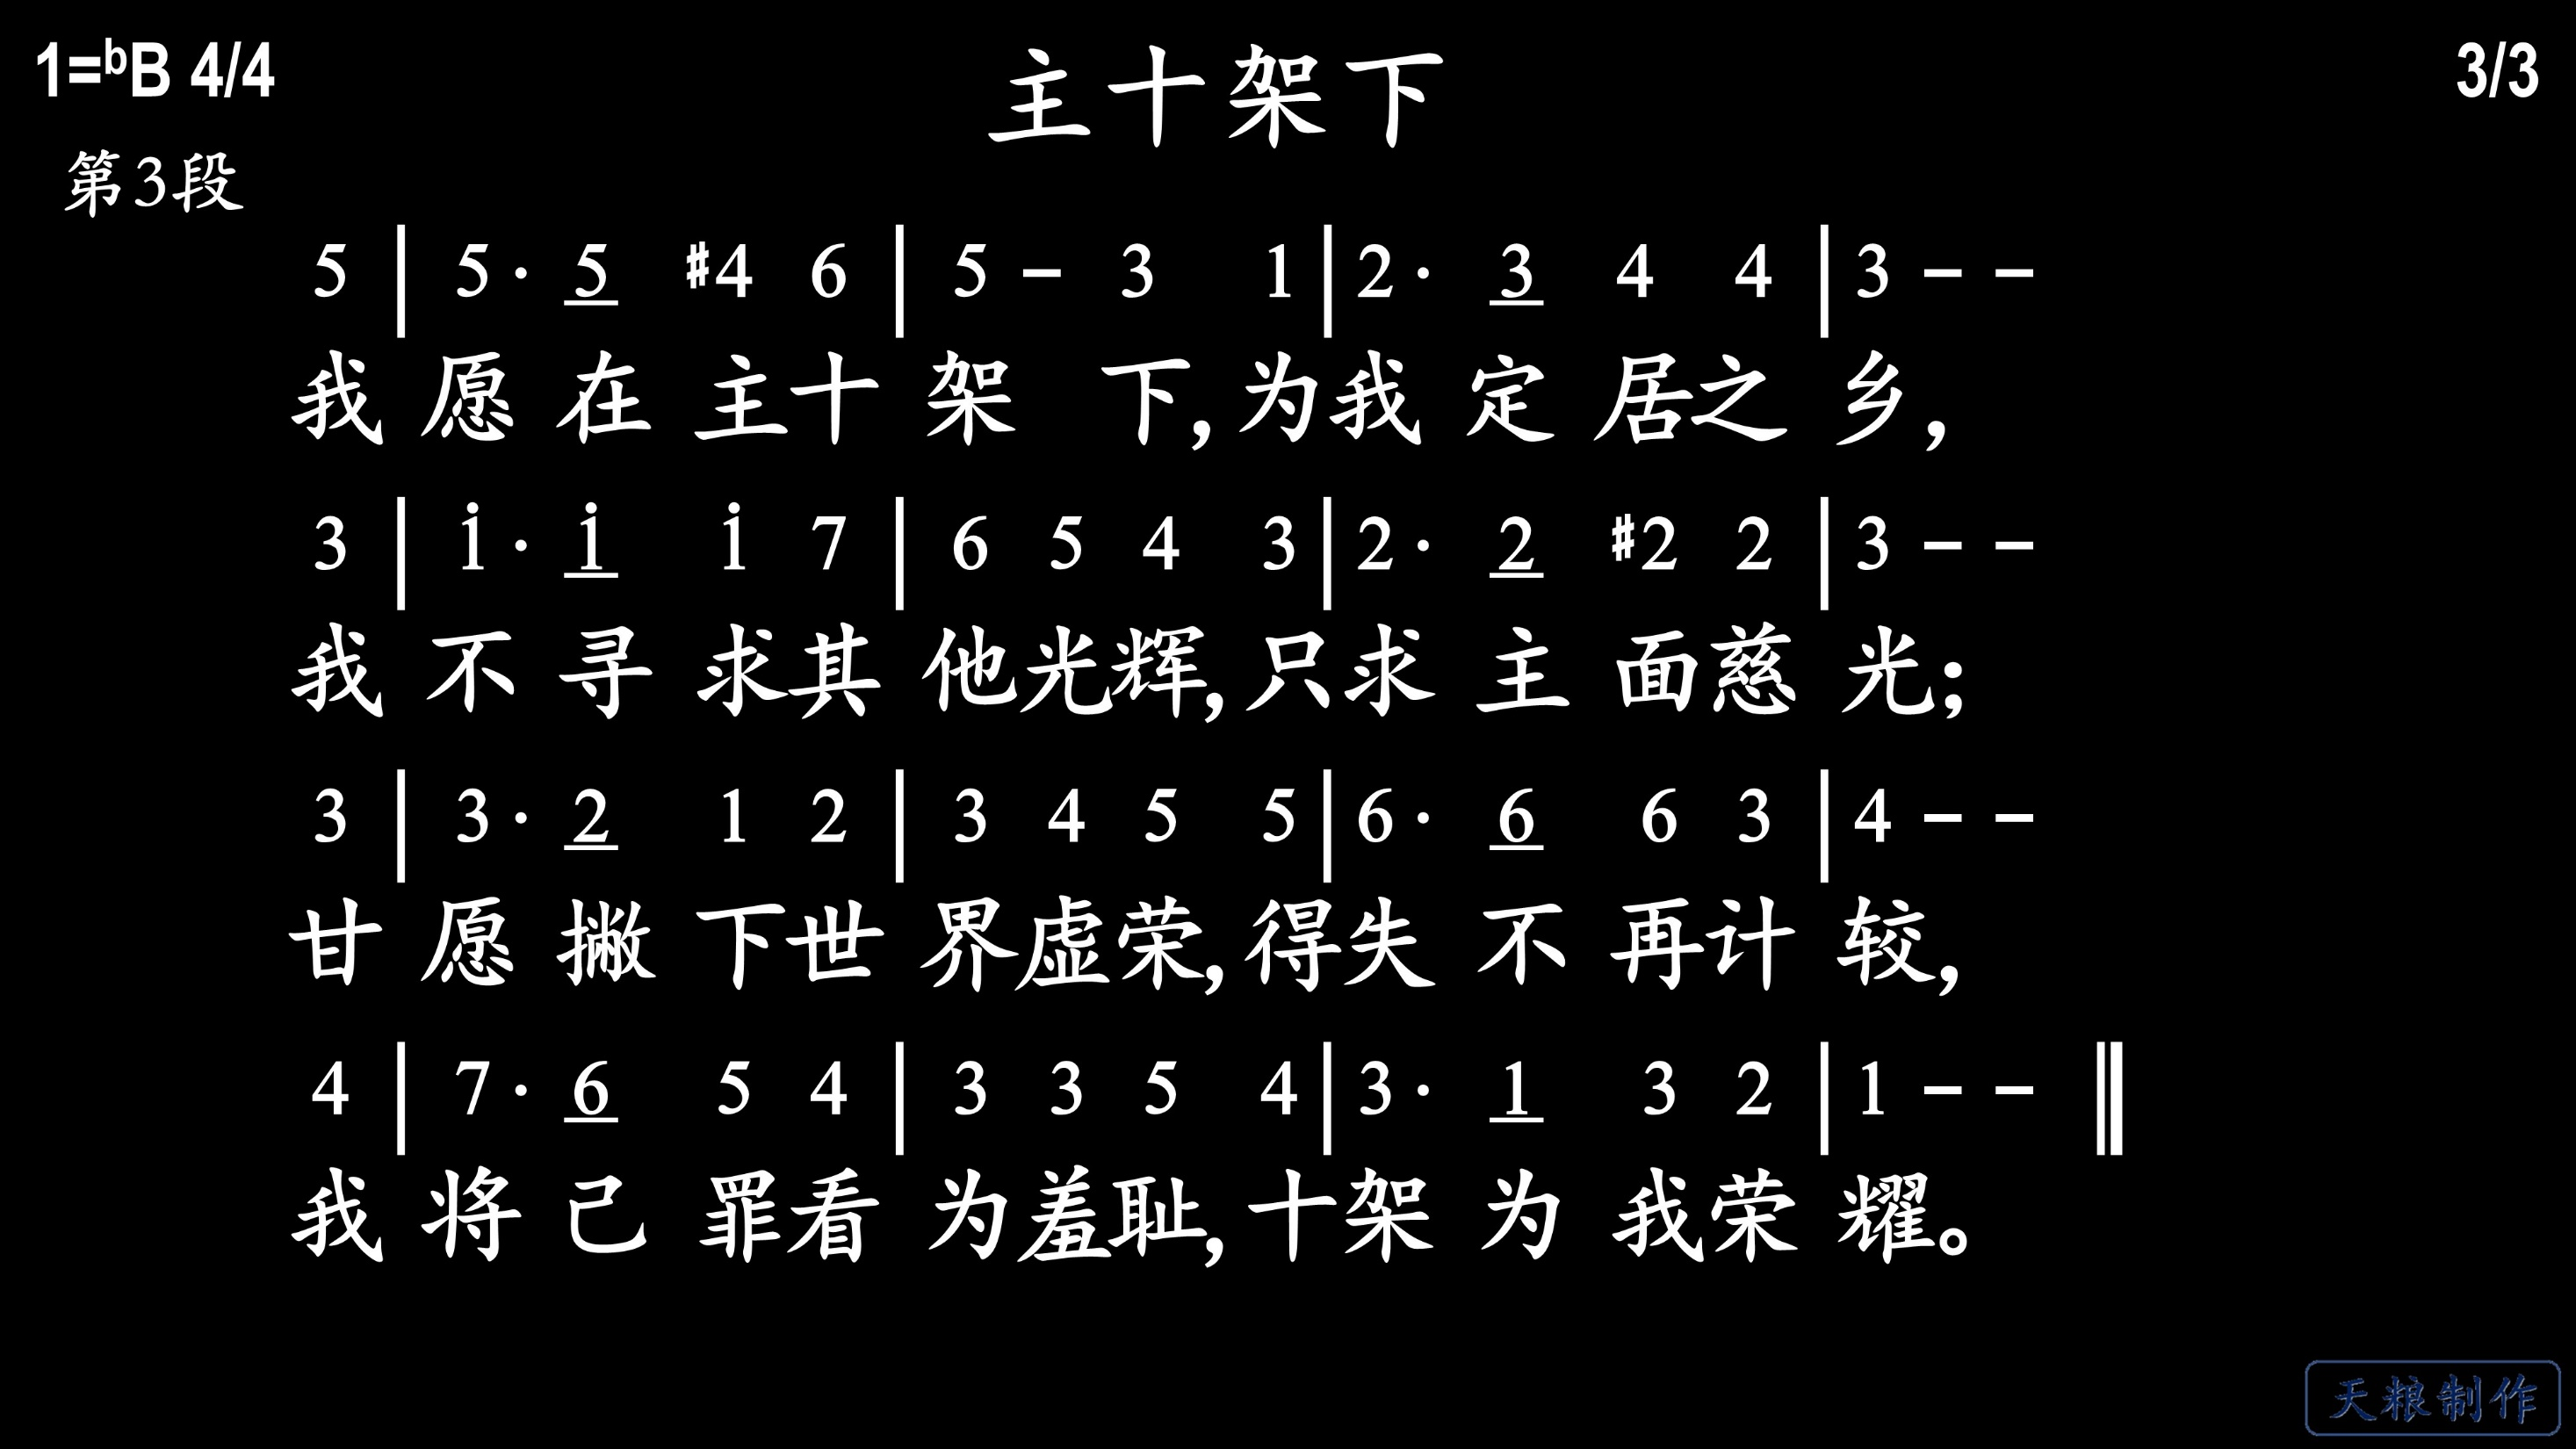 1=♭B 4/4 主十架下 3/3
第3段
5 | 5 · 5 #4 6 | 5 – 3 1 | 2 · 3 4 4 | 3 – –
我愿在主十架下,为我定居之乡,
3 | i · i i 7 | 6 5 4 3 | 2 · 2 #2 2 | 3 – –
我不寻求其他光辉,只求主面慈光;
3 | 3 · 2 1 2 | 3 4 5 5 | 6 · 6 6 3 | 4 – –
甘愿撇下世界虚荣,得失不再计较,
4 | 7 · 6 5 4 | 3 3 5 4 | 3 · 1 3 2 | 1 – – ‖
我将己罪看为羞耻,十架为我荣耀。
天粮制作